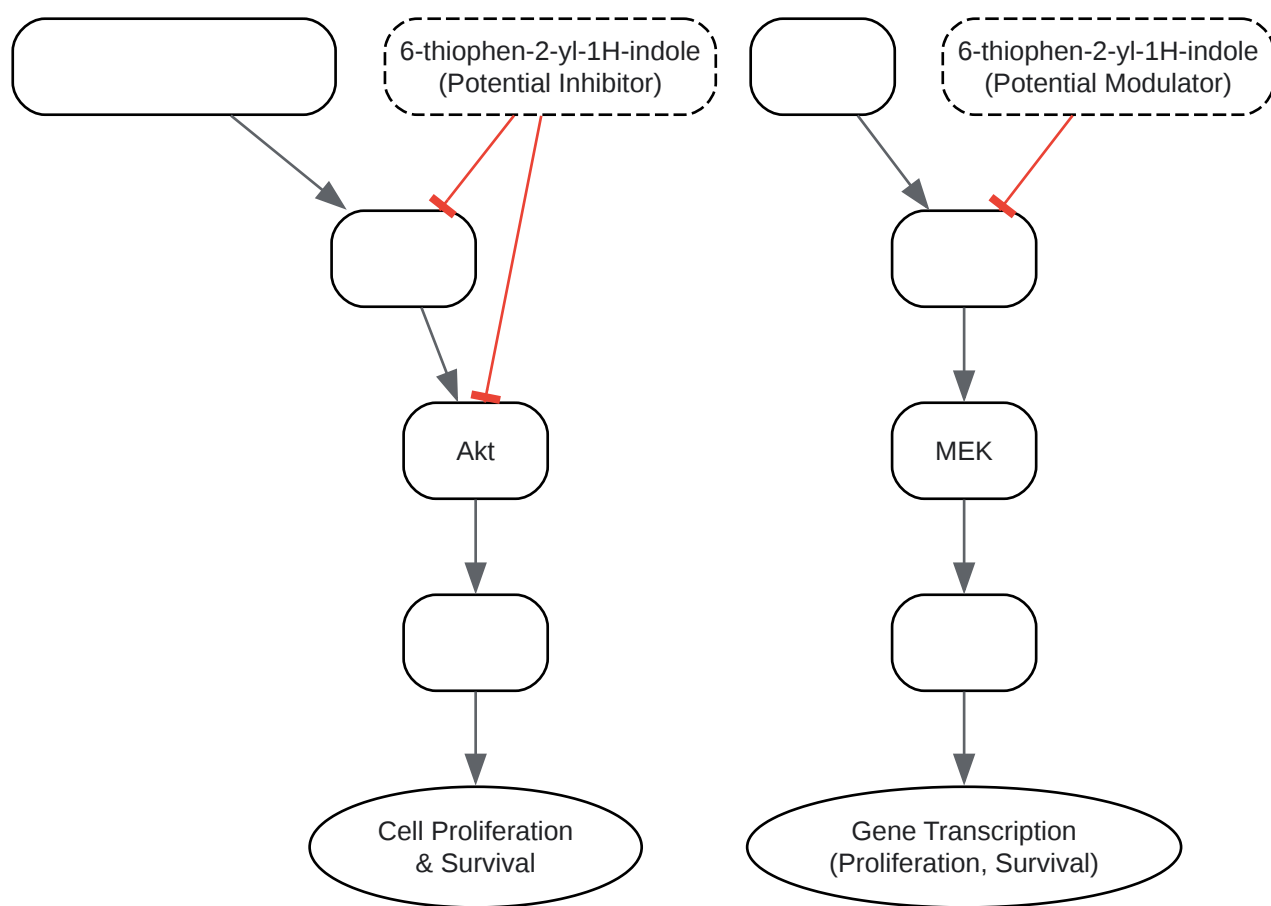 6-thiophen-2-yl-1H-indole
(Potential Inhibitor)
6-thiophen-2-yl-1H-indole
(Potential Modulator)
Akt
MEK
Cell Proliferation
& Survival
Gene Transcription
(Proliferation, Survival)